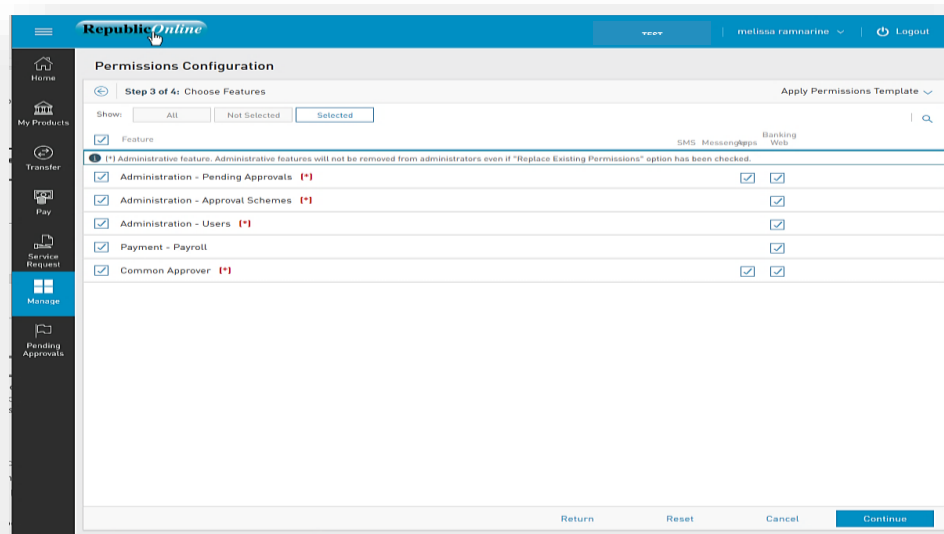 RepublicOnline
TEST
melissa ramnarine
Logout
Home
My Products
Transfer
Pay
Service
Request
Manage
Pending
Approvals
Permissions Configuration
Step 3 of 4: Choose Features
Apply Permissions Template
Show:
All
Not Selected
Selected
Feature
SMS
Messenger
Apps
Banking
Web
(*) Administrative feature. Administrative features will not be removed from administrators even if "Replace Existing Permissions" option has been checked.
Administration - Pending Approvals (*)
Administration - Approval Schemes (*)
Administration - Users (*)
Payment - Payroll
Common Approver (*)
Return
Reset
Cancel
Continue